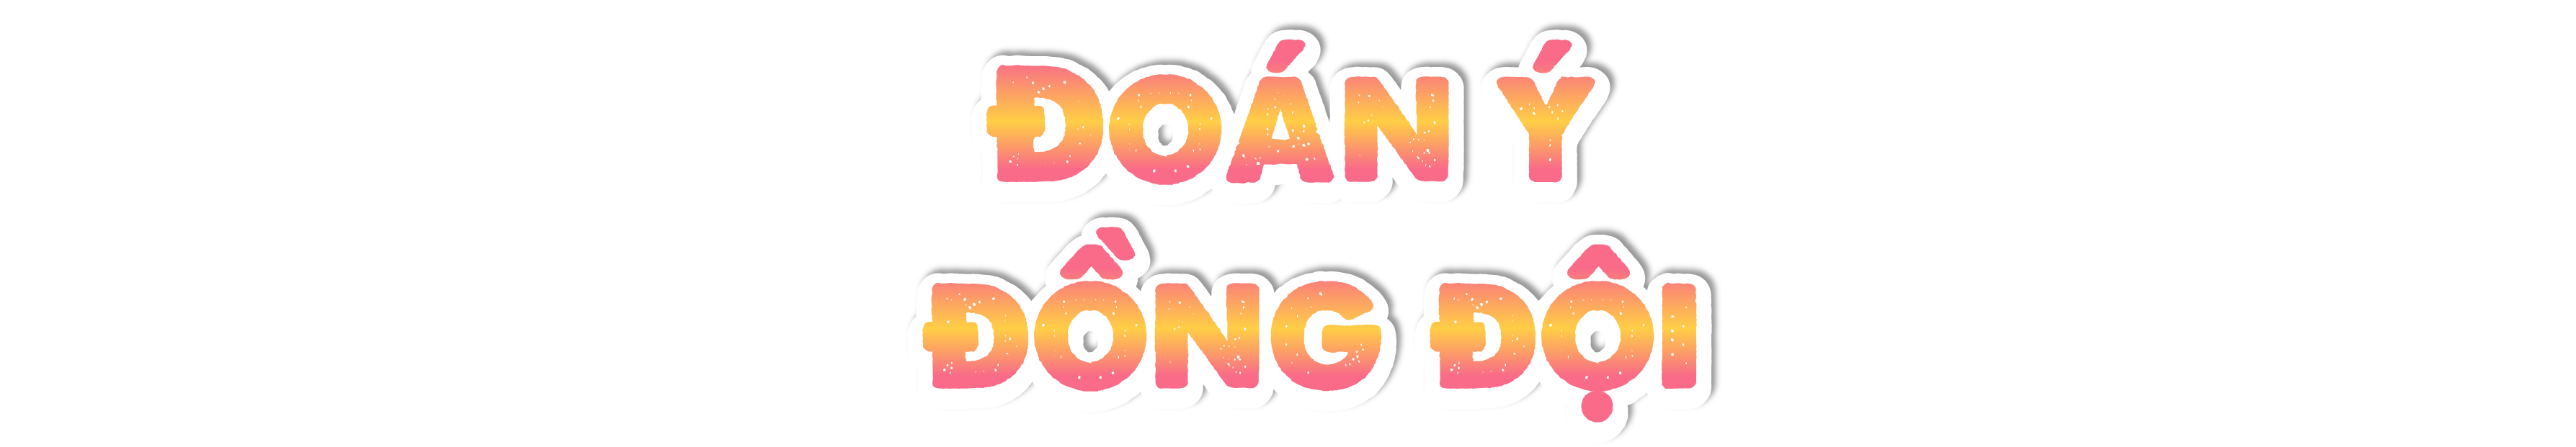 ĐOÁN Ý
ĐỒNG ĐỘI